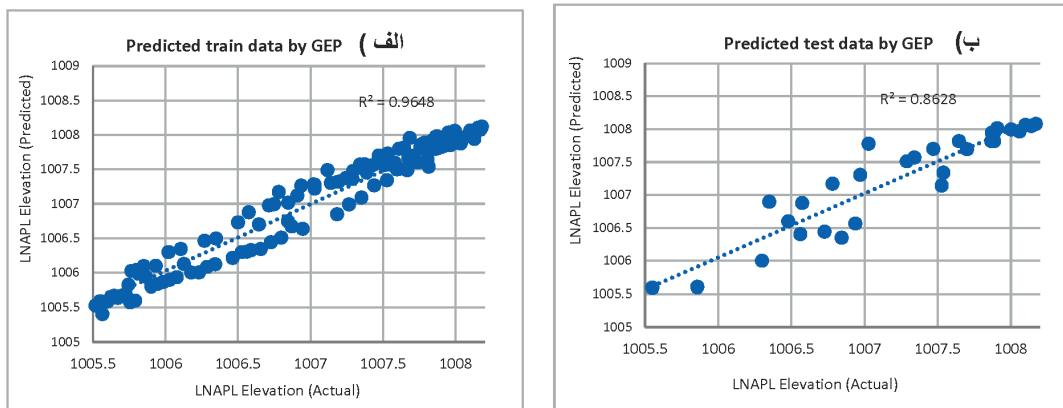 Predicted train data by GEP ( الف
LNAPL Elevation (Predicted)
1009
1008.5
1008
1007.5
1007
1006.5
1006
1005.5
1005
R² = 0.9648
1005.5 1006 1006.5 1007 1007.5 1008
LNAPL Elevation (Actual)
Predicted test data by GEP (ب
LNAPL Elevation (Predicted)
1009
1008.5
1008
1007.5
1007
1006.5
1006
1005.5
1005
R² = 0.8628
1005.5 1006 1006.5 1007 1007.5 1008
LNAPL Elevation (Actual)